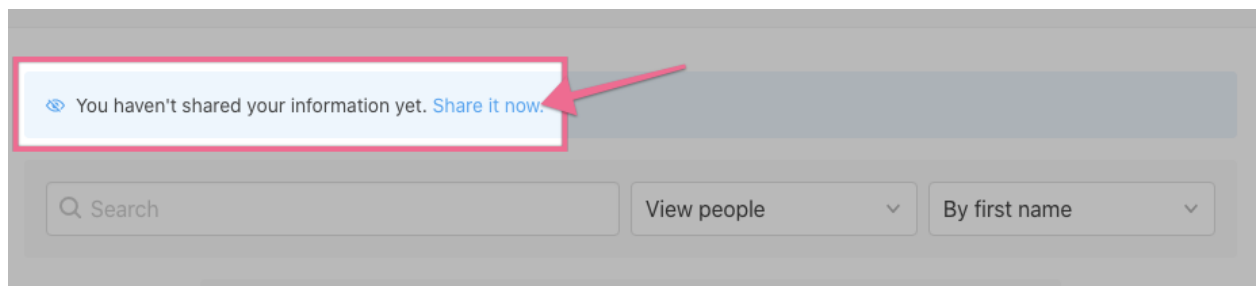 You haven't shared your information yet. Share it now.
Search
View people
By first name